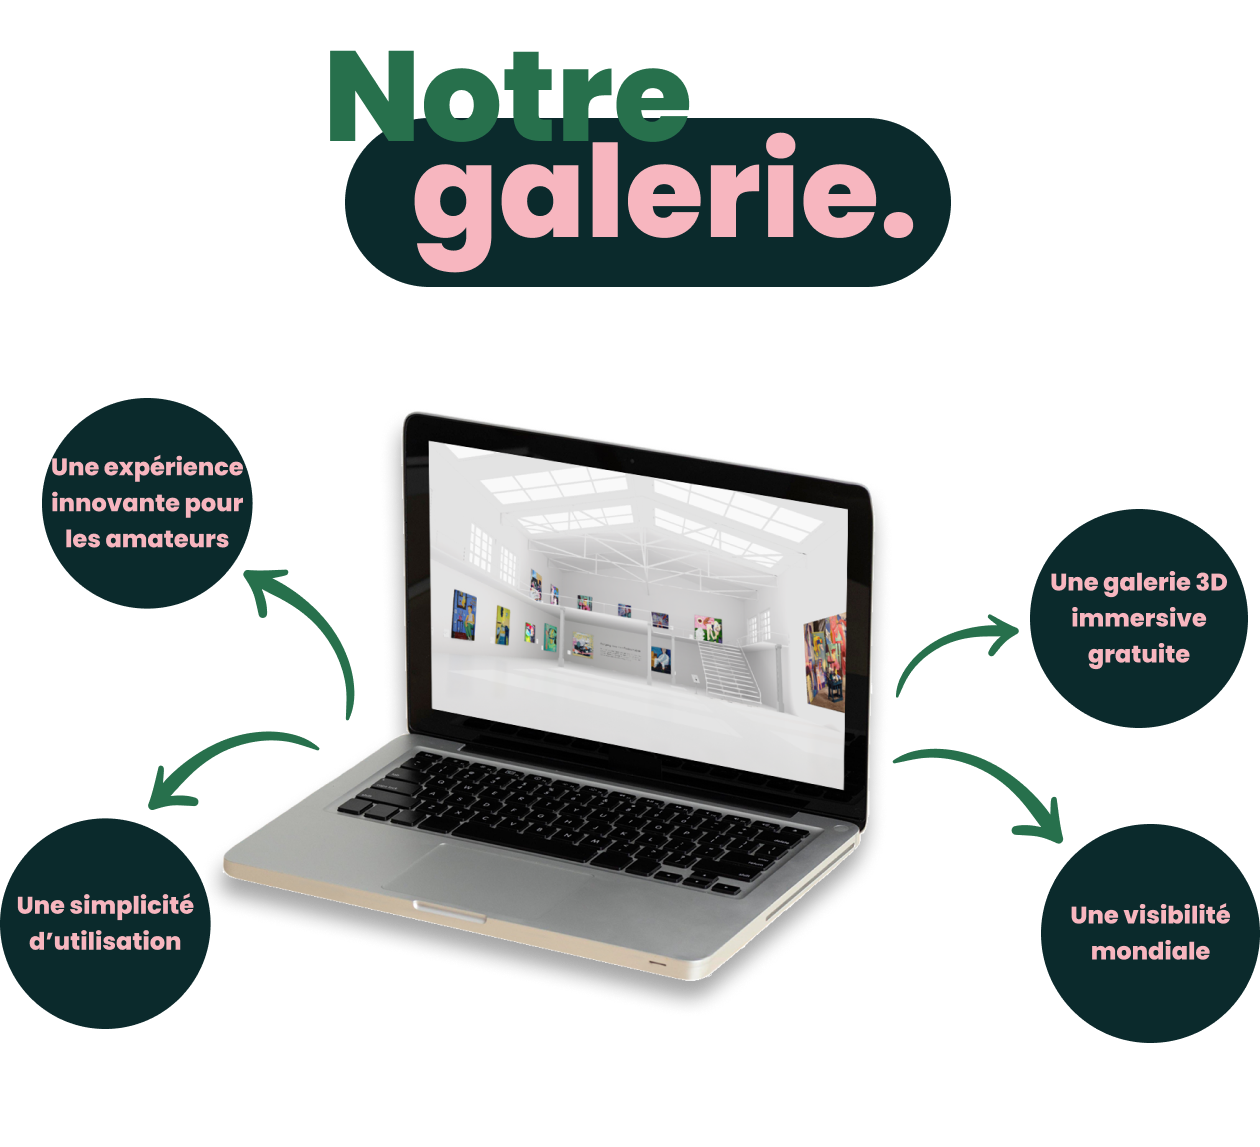 Notre
galerie.
Une expérience
innovante pour
les amateurs
Une galerie 3D
immersive
gratuite
Une simplicité
d’utilisation
Une visibilité
mondiale